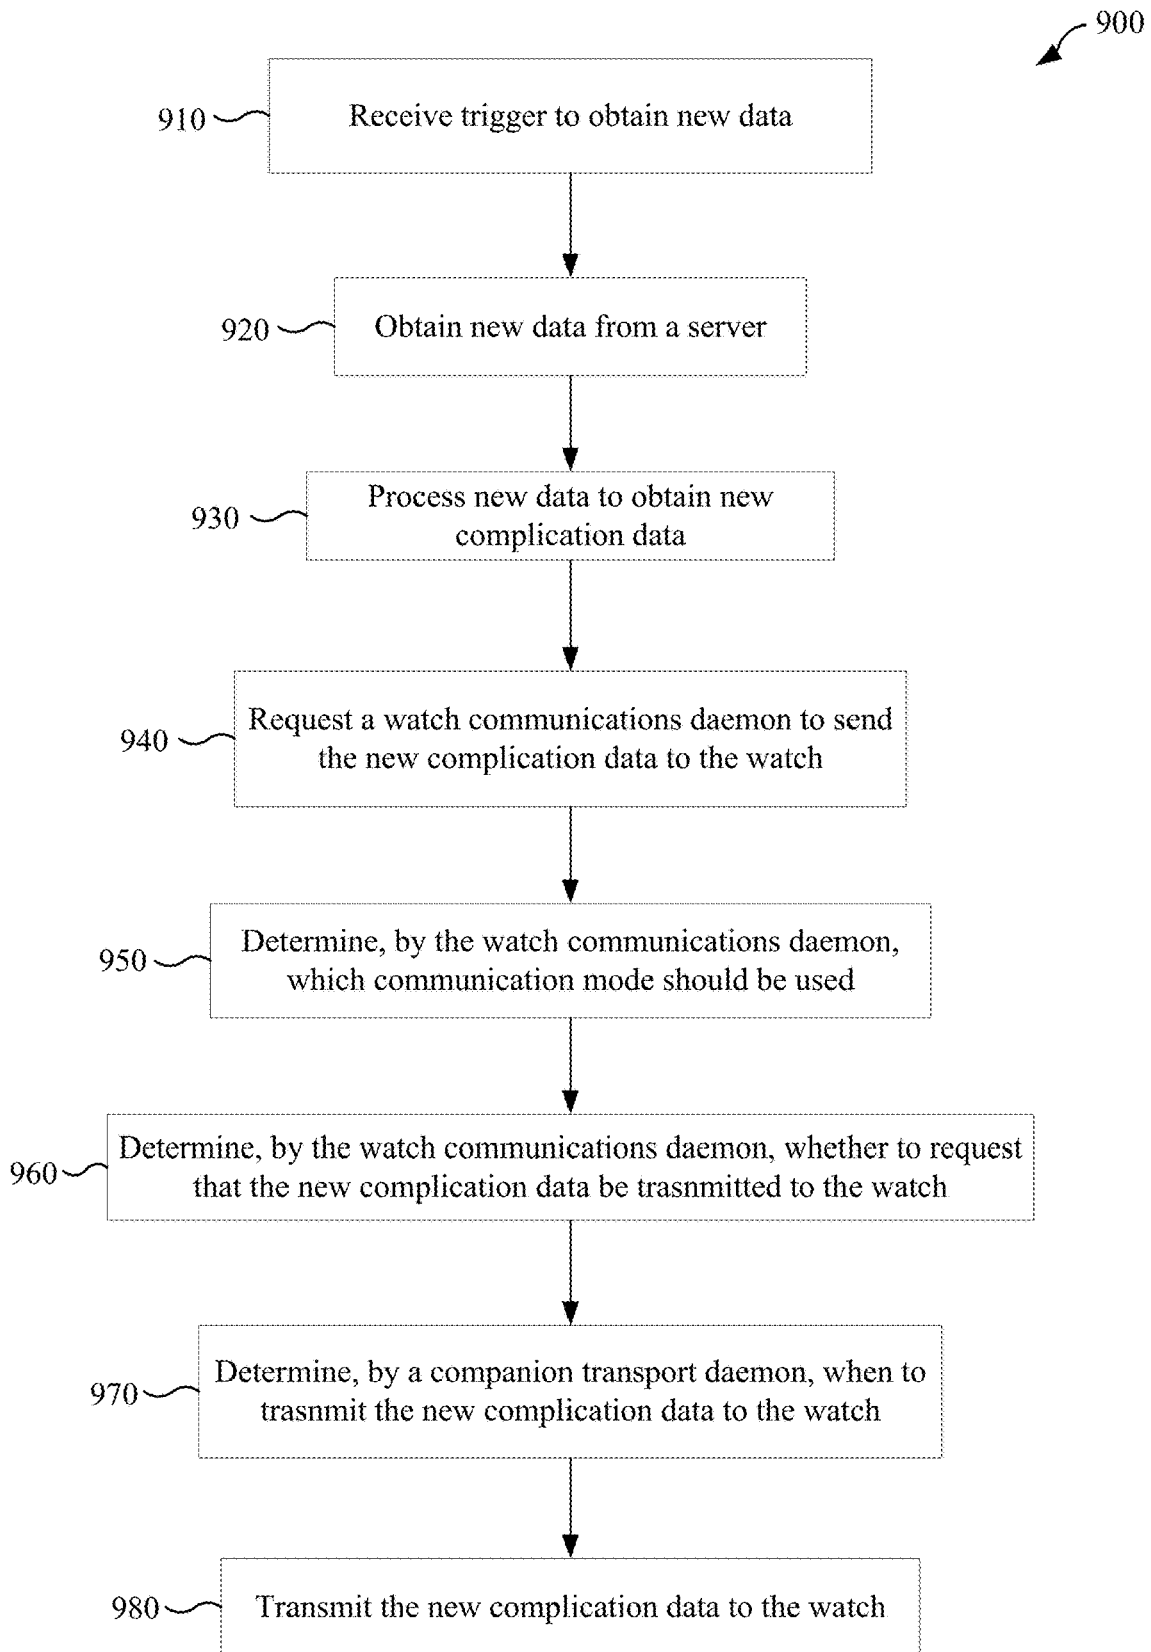 900
910
Receive trigger to obtain new data
920
Obtain new data from a server
930
Process new data to obtain new
complication data
940
Request a watch communications daemon to send
the new complication data to the watch
950
Determine, by the watch communications daemon,
which communication mode should be used
960
Determine, by the watch communications daemon, whether to request
that the new complication data be trasnmitted to the watch
970
Determine, by a companion transport daemon, when to
trasnmit the new complication data to the watch
980
Transmit the new complication data to the watch